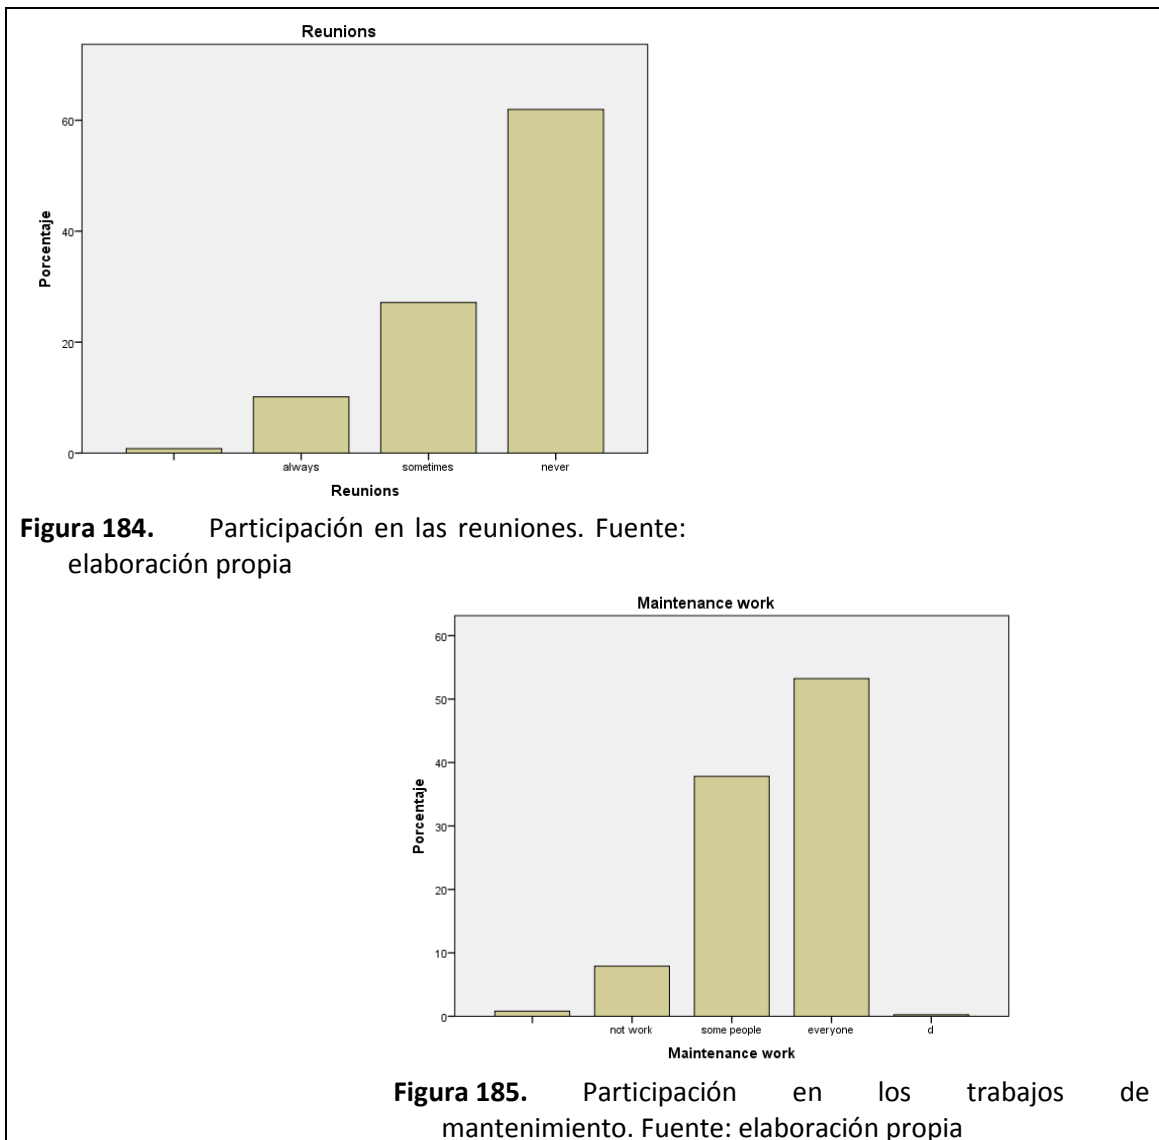 Reunions
60
40
20
0
Porcentaje
always sometimes never
Reunions
Figura 184. Participación en las reuniones. Fuente:
elaboración propia
Maintenance work
60
50
40
30
20
10
0
Porcentaje
not work some people everyone d
Maintenance work
Figura 185. Participación en los trabajos de
mantenimiento. Fuente: elaboración propia